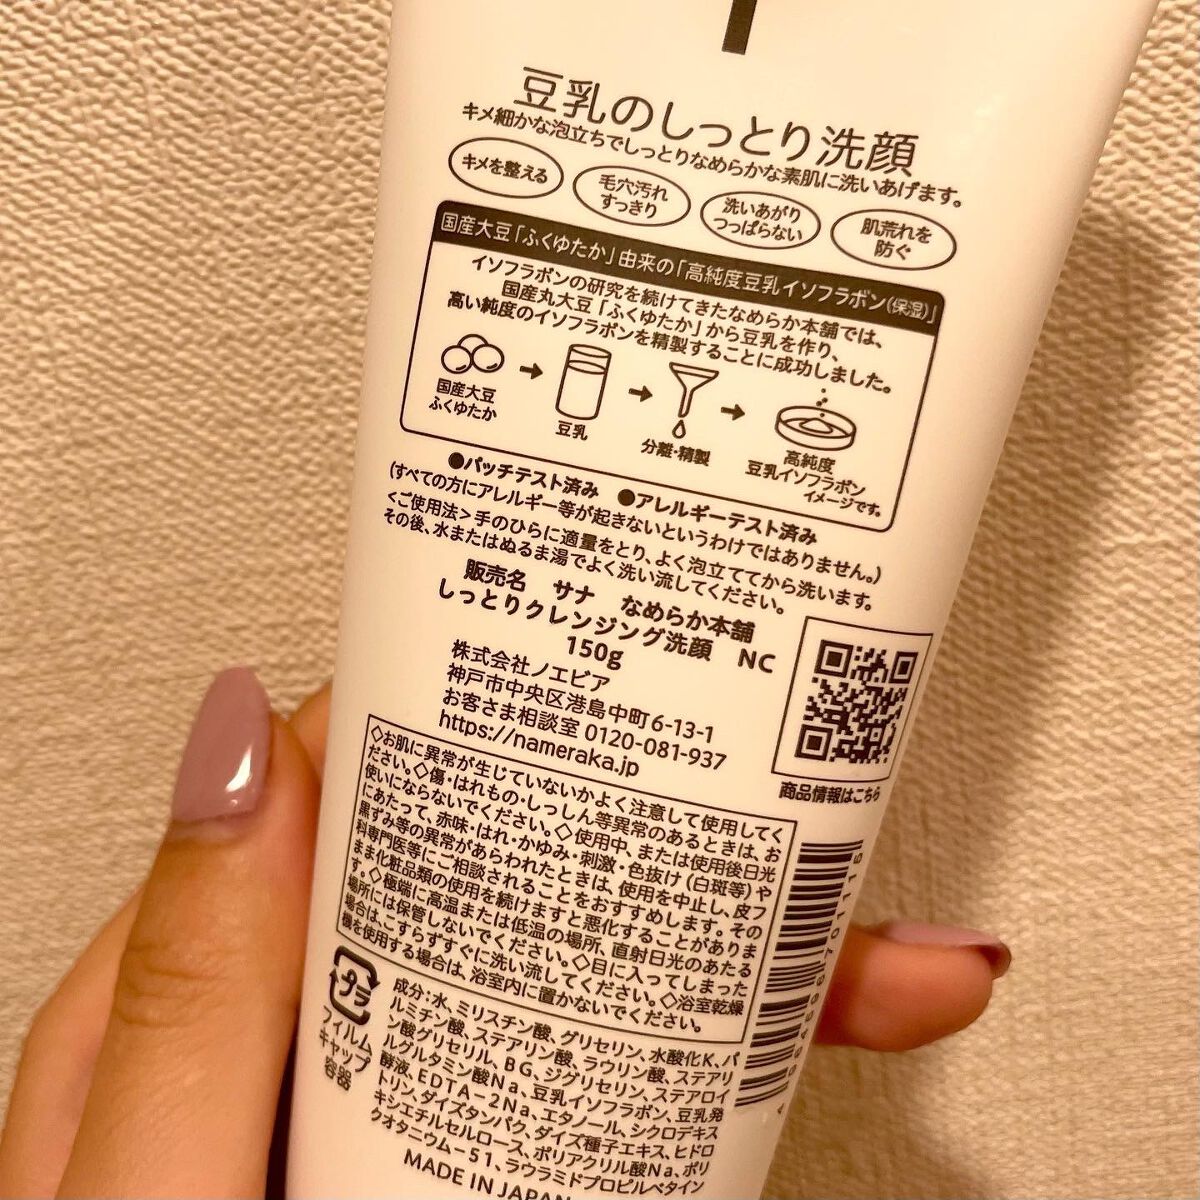 豆乳のしっとり洗顔
キメ細かな泡立ちでしっとりなめらかな素肌に洗いあげます。
キメを整える
毛穴汚れ
すっきり
洗いあがり
つっぱらない
肌荒れを
防ぐ
国産大豆「ふくゆたか」由来の「高純度豆乳イソフラボン(保湿)」
イソフラボンの研究を続けてきたなめらか本舗では、
国産丸大豆「ふくゆたか」から豆乳を作り、
高い純度のイソフラボンを精製することに成功しました。
国産大豆
ふくゆたか
豆乳
分離・精製
高純度
豆乳イソフラボン
イメージです。
●パッチテスト済み ●アレルギーテスト済み
(すべての方にアレルギー等が起きないというわけではありません。)
<ご使用法>手のひらに適量をとり、よく泡立ててから洗います。
その後、水またはぬるま湯でよく洗い流してください。
販売名 サナ なめらか本舗
しっとりクレンジング洗顔 NC
150g
株式会社ノエビア
神戸市中央区港島中町6-13-1
お客さま相談室 0120-081-937
https://nameraka.jp
商品情報はこちら
◇お肌に異常が生じていないかよく注意して使用してく
ださい。◇傷・はれもの・しっしん等異常のあるときは、お
使いにならないでください。◇使用中、または使用後日光
にあたって、赤味・はれ・かゆみ・刺激・色抜け(白斑等)や
黒ずみ等の異常があらわれたときは、使用を中止し、皮フ
科専門医等にご相談されることをおすすめします。その
まま化粧品類の使用を続けますと悪化することがありま
す。◇極端に高温または低温の場所、直射日光のあたる
場所には保管しないでください。◇目に入ってしまった
場合は、こすらずすぐに洗い流してください。◇浴室乾燥
機を使用する場合は、浴室内に置かないでください。
プラ
フィルム
キャップ
容器
成分:水、ミリスチン酸、グリセリン、水酸化K、パ
ルミチン酸、ステアリン酸、ラウリン酸、ステアリ
ン酸グリセリル、BG、ジグリセリン、ステアロイ
ルグルタミン酸Na、豆乳イソフラボン、豆乳発
酵液、EDTA-2Na、エタノール、シクロデキス
トリン、ダイズタンパク、ダイズ種子エキス、ヒドロ
キシエチルセルロース、ポリアクリル酸Na、ポリ
クオタニウム-51、ラウラミドプロピルベタイン
MADE IN JAPAN